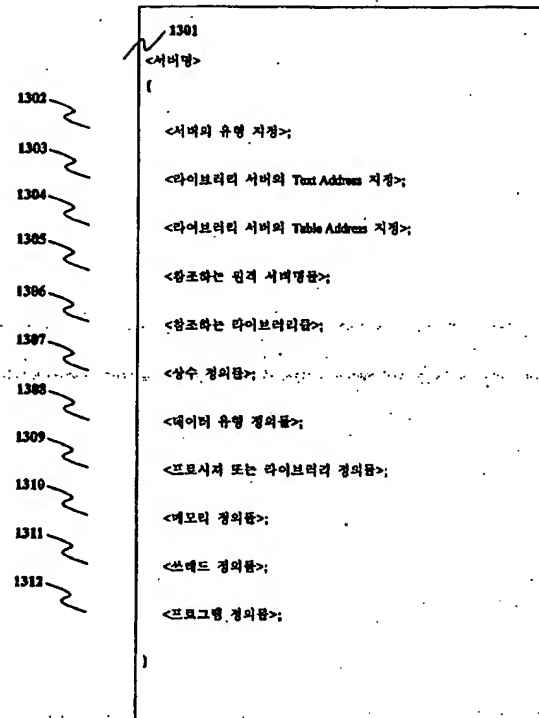 1301
<서버명>
{
1302
<서버의 유형 지정>;
1303
<라이브러리 서버의 Text Address 지정>;
1304
<라이브러리 서버의 Table Address 지정>;
1305
<참조하는 원격 서버명들>;
1306
<참조하는 라이브러리들>;
1307
<상수 정의들>;
1308
<데이터 유형 정의들>;
1309
<프로시쟈 또는 라이브러리 정의들>;
1310
<메모리 정의들>;
1311
<쓰레드 정의들>;
1312
<프로그램 정의들>;
}